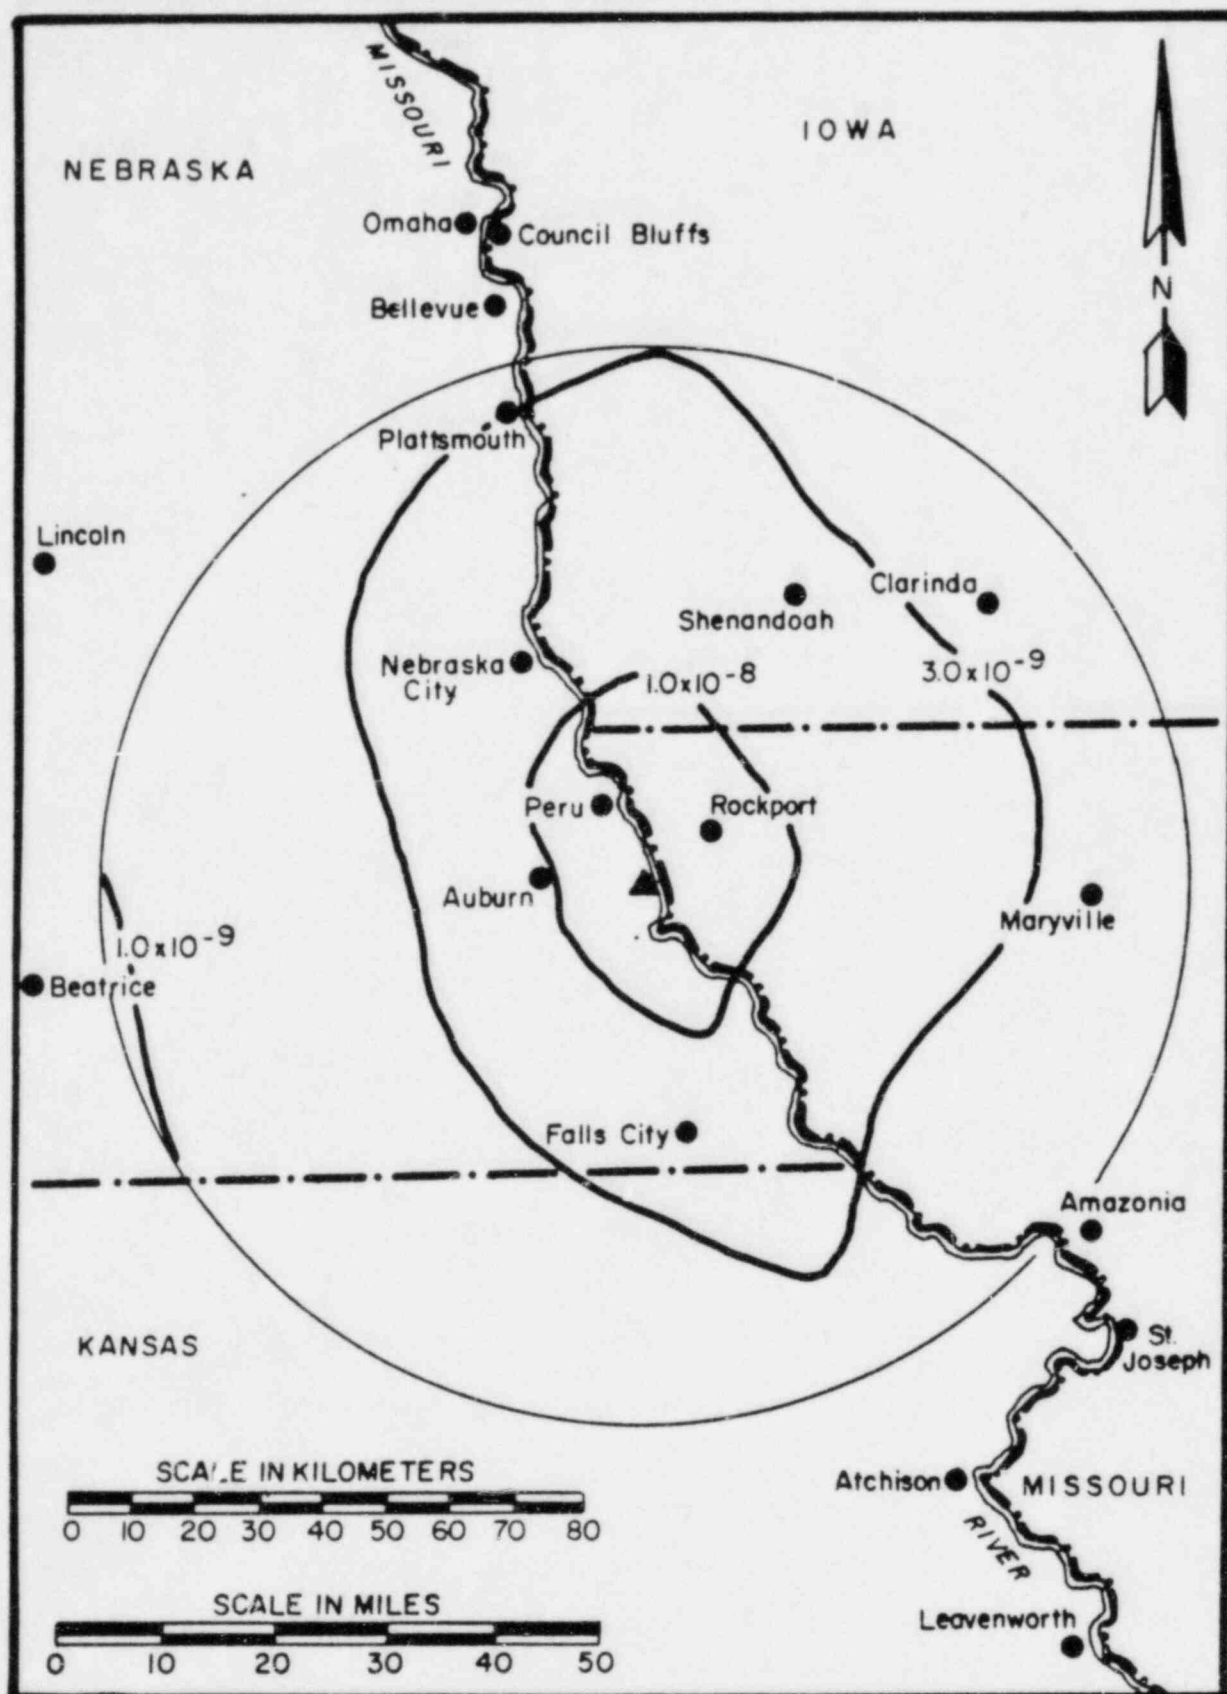 MISSOURI
IOWA
NEBRASKA
Omaha
Council Bluffs
N
Bellevue
Plattsmouth
Lincoln
Clarinda
Shenandoah
Nebraska
City
1.0x10-8
3.0x10-9
Peru
Rockport
Auburn
Maryville
1.0x10-9
Beatrice
Falls City
Amazonia
KANSAS
St.
Joseph
SCALE IN KILOMETERS
0 10 20 30 40 50 60 70 80
Atchison
MISSOURI
RIVER
SCALE IN MILES
0 10 20 30 40 50
Leavenworth